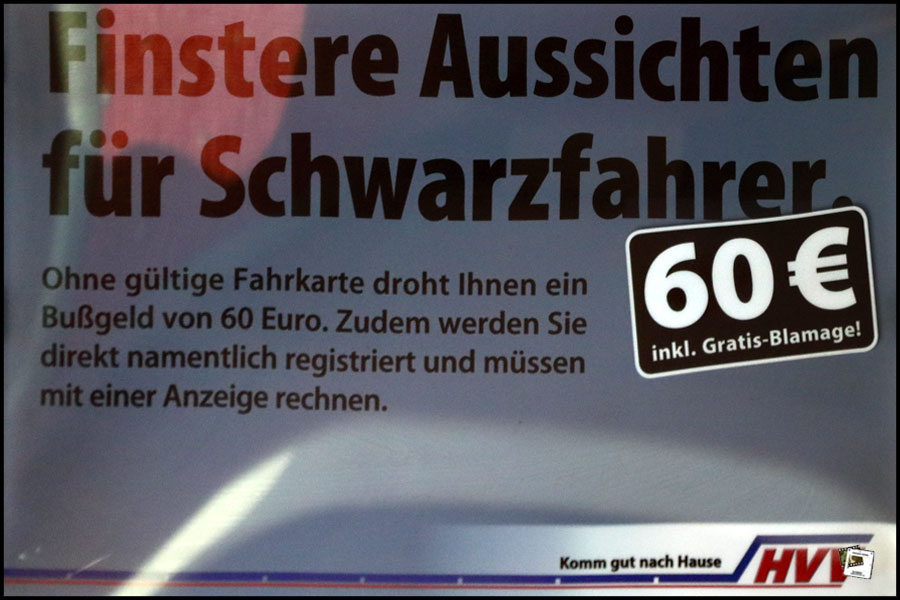 Finstere Aussichten
für Schwarzfahrer.
Ohne gültige Fahrkarte droht Ihnen ein
Bußgeld von 60 Euro. Zudem werden Sie
direkt namentlich registriert und müssen
mit einer Anzeige rechnen.
60 €
inkl. Gratis-Blamage!
Komm gut nach Hause
HVV